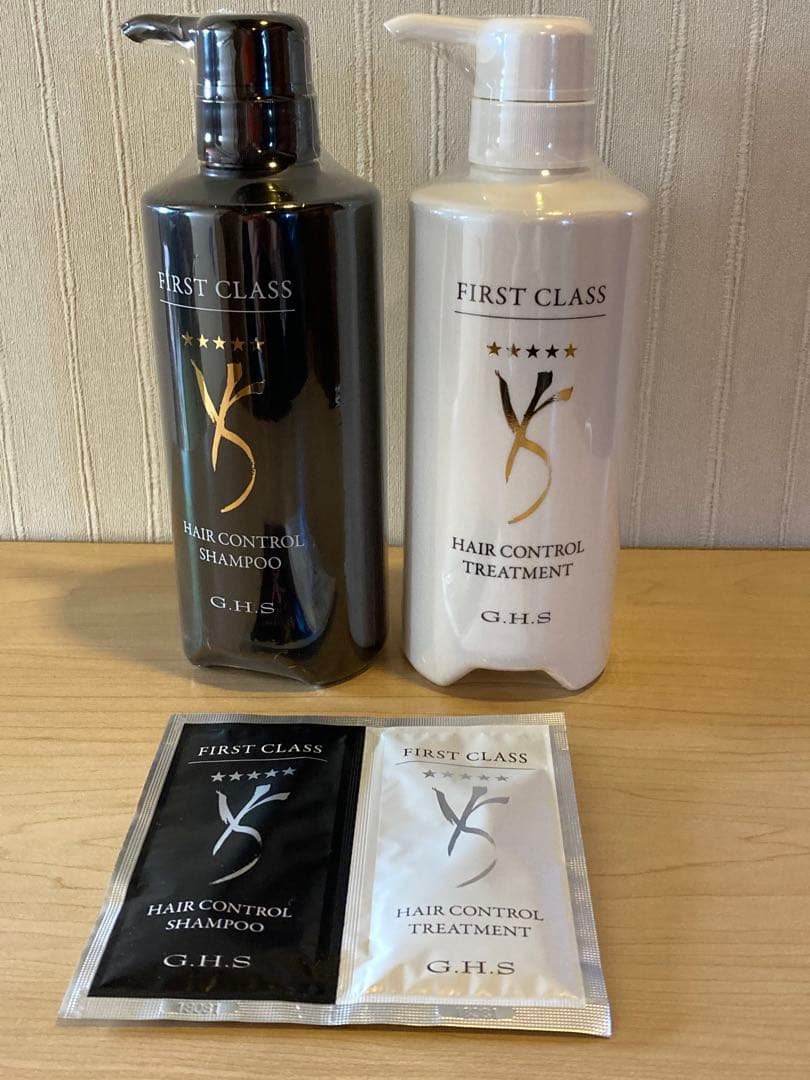 FIRST CLASS
HAIR CONTROL
SHAMPOO
G.H.S
FIRST CLASS
HAIR CONTROL
TREATMENT
G.H.S
FIRST CLASS
HAIR CONTROL
SHAMPOO
G.H.S
FIRST CLASS
HAIR CONTROL
TREATMENT
G.H.S